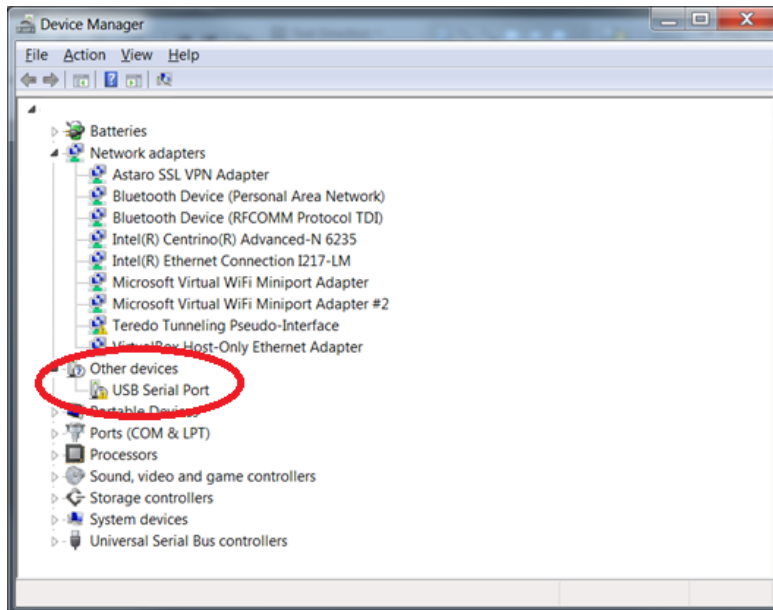 Device Manager
File Action View Help
Batteries
Network adapters
Astaro SSL VPN Adapter
Bluetooth Device (Personal Area Network)
Bluetooth Device (RFCOMM Protocol TDI)
Intel(R) Centrino(R) Advanced-N 6235
Intel(R) Ethernet Connection I217-LM
Microsoft Virtual WiFi Miniport Adapter
Microsoft Virtual WiFi Miniport Adapter #2
Teredo Tunneling Pseudo-Interface
VirtualBox Host-Only Ethernet Adapter
Other devices
USB Serial Port
Portable Devices
Ports (COM & LPT)
Processors
Sound, video and game controllers
Storage controllers
System devices
Universal Serial Bus controllers